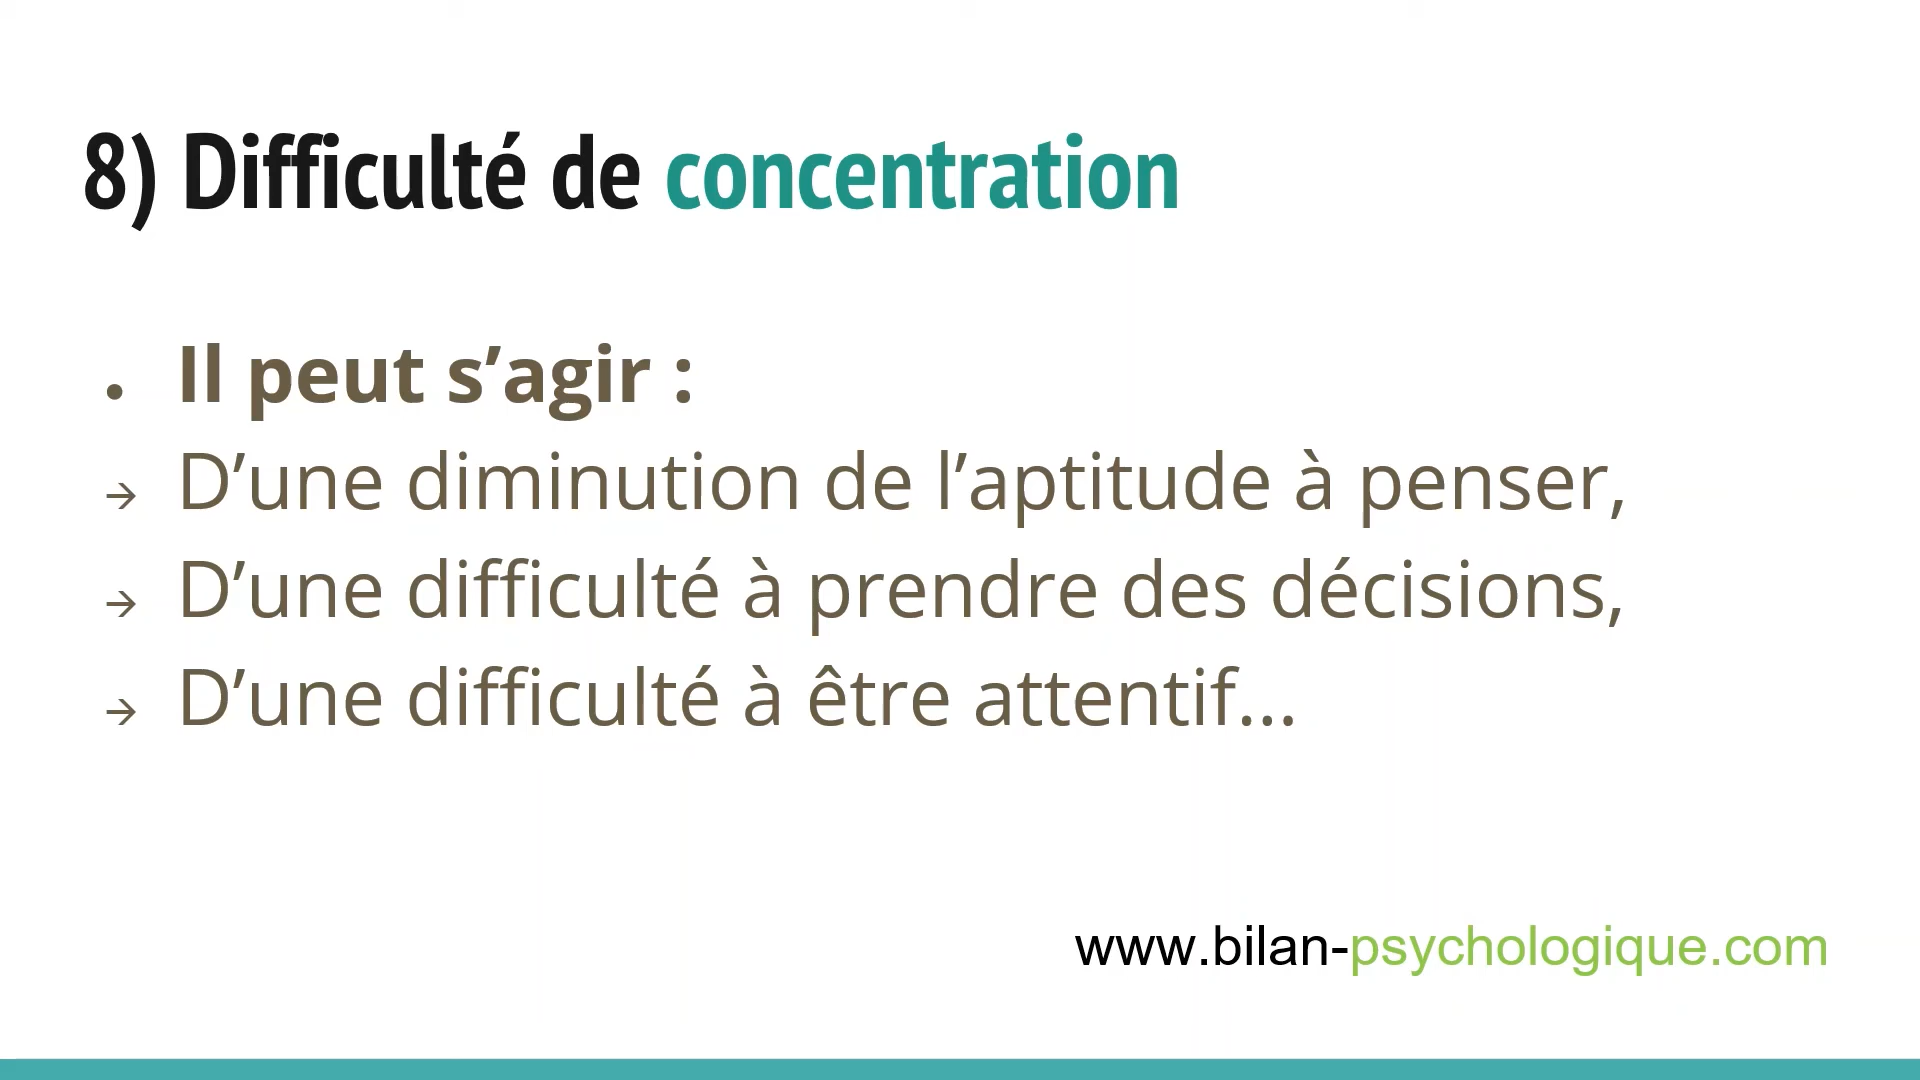 8) Difficulté de concentration
• Il peut s’agir :
→ D’une diminution de l’aptitude à penser,
→ D’une difficulté à prendre des décisions,
→ D’une difficulté à être attentif…
www.bilan-psychologique.com